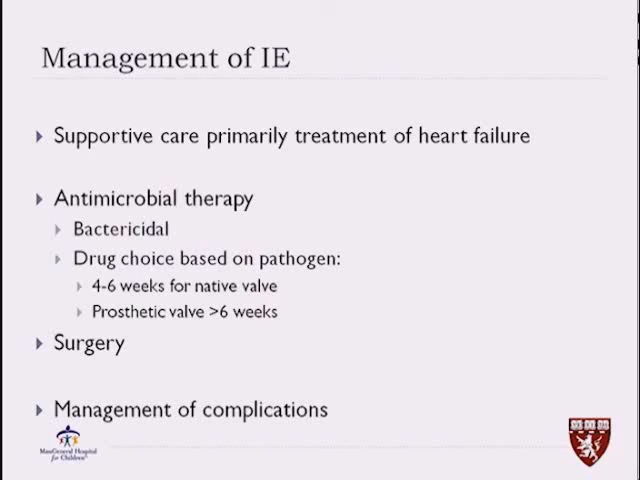 Management of IE
Supportive care primarily treatment of heart failure
Antimicrobial therapy
Bactericidal
Drug choice based on pathogen:
4-6 weeks for native valve
Prosthetic valve >6 weeks
Surgery
Management of complications
MassGeneral Hospital
for Children